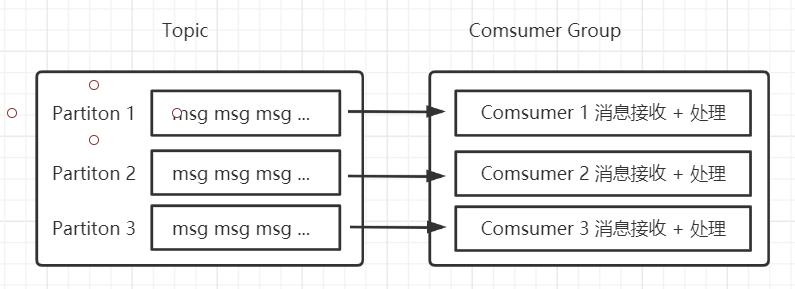 Topic
Comsumer Group
Partiton 1
msg msg msg ...
Comsumer 1 消息接收 + 处理
Partiton 2
msg msg msg ...
Comsumer 2 消息接收 + 处理
Partiton 3
msg msg msg ...
Comsumer 3 消息接收 + 处理